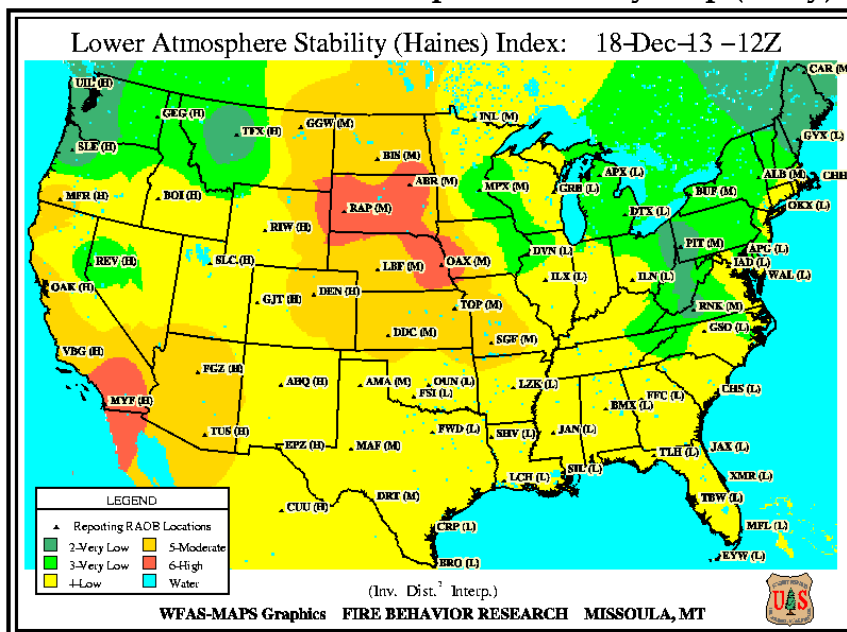 Lower Atmosphere Stability (Haines) Index: 18-Dec-13 -12Z
CAR (M
UIL (H)
GEG (H)
TFX (H)
GGW (M)
INL (M)
GYX (L)
SLE (H)
BIS (M)
ABR (M)
MPX (M)
GRB (L)
APX (L)
BUF (M)
ALB (M)
CHH
MFR (H)
BOI (H)
RAP (M)
DTX (L)
OKX (L)
RIW (H)
REV (H)
SLC (H)
LBF (M)
OAX (M)
DVN (L)
PIT (M)
APG (L)
IAD (L)
WAL (L)
OAK (H)
GJT (H)
DEN (H)
TOP (M)
ILX (L)
ILN (L)
RNK (M)
VBG (H)
DDC (M)
SGF (M)
GSO (L)
FGZ (H)
ABQ (H)
AMA (M)
OUN (L)
FSI (L)
LZK (L)
BMX (L)
FFC (L)
CHS (L)
MYF (H)
TUS (H)
EPZ (H)
MAF (M)
FWD (L)
SHV (L)
JAN (L)
TLH (L)
JAX (L)
LCH (L)
SIL (L)
XMR (L)
CUU (H)
DRT (M)
TBW (L)
CRP (L)
MFL (L)
BRO (L)
EYW (L)
LEGEND
Reporting RAOB Locations
2-Very Low
5-Moderate
3-Very Low
6-High
4-Low
Water
(Inv. Dist.² Interp.)
WFAS-MAPS Graphics FIRE BEHAVIOR RESEARCH MISSOULA, MT
U S